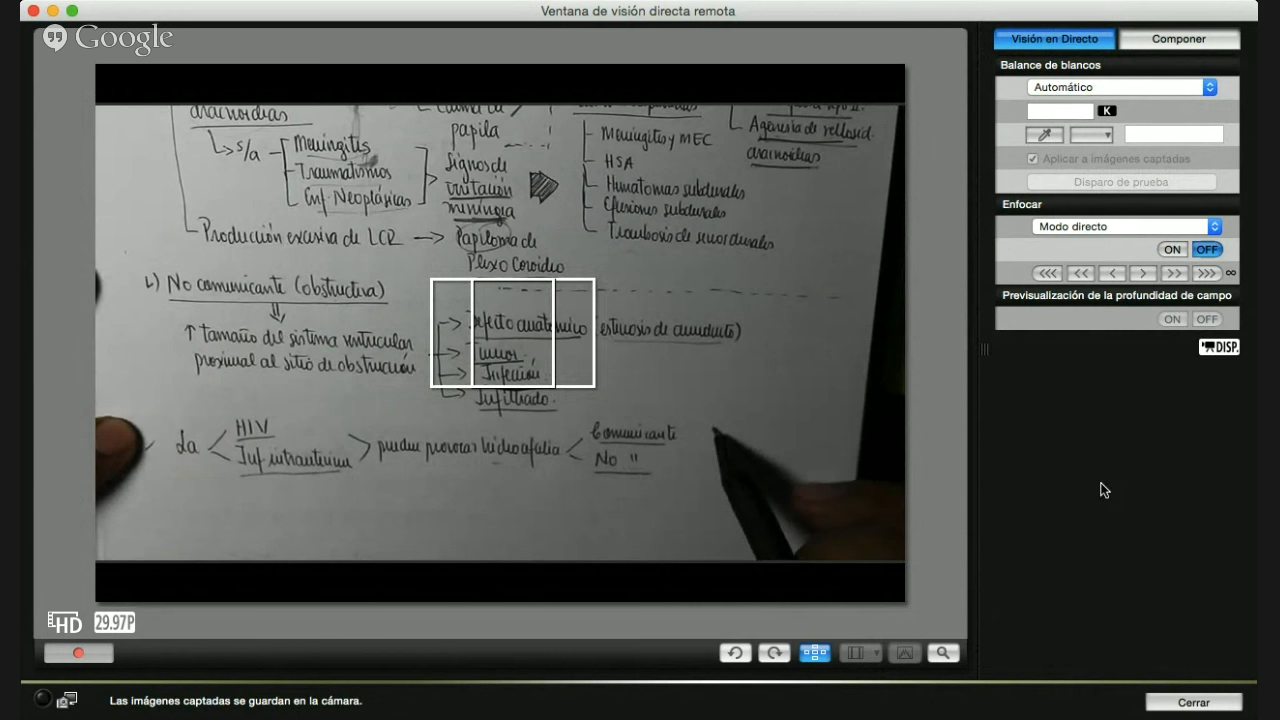 Ventana de visión directa remota
Google
aracnoidias
papila
↳ s/a
Meningitis
Traumatismos
Enf. Neoplásicas
Signos de
irritación
meníngea
Meningitis y MEC
HSA
Hematomas subdurales
Efusiones subdurales
Trombosis de senos durales
Agenesia de vellosid.
aracnoidias
Producción excesiva de LCR → Papiloma de
Plexo Coroideo
No comunicante (obstructiva)
↑ tamaño del sistema ventricular
proximal al sitio de obstrucción
→ Defecto anatómico (estenosis de acueducto)
→ Tumor.
→ Infección.
→ Infiltrado.
La < HIV
Inf intrauterina > pueden provocar hidrocefalia < Comunicante
No "
HD 29.97P
Las imágenes captadas se guardan en la cámara.
Visión en Directo
Componer
Balance de blancos
Automático
K
Aplicar a imágenes captadas
Disparo de prueba
Enfocar
Modo directo
ON OFF
<<< << < > >> >>> ∞
Previsualización de la profundidad de campo
ON OFF
DISP.
Cerrar